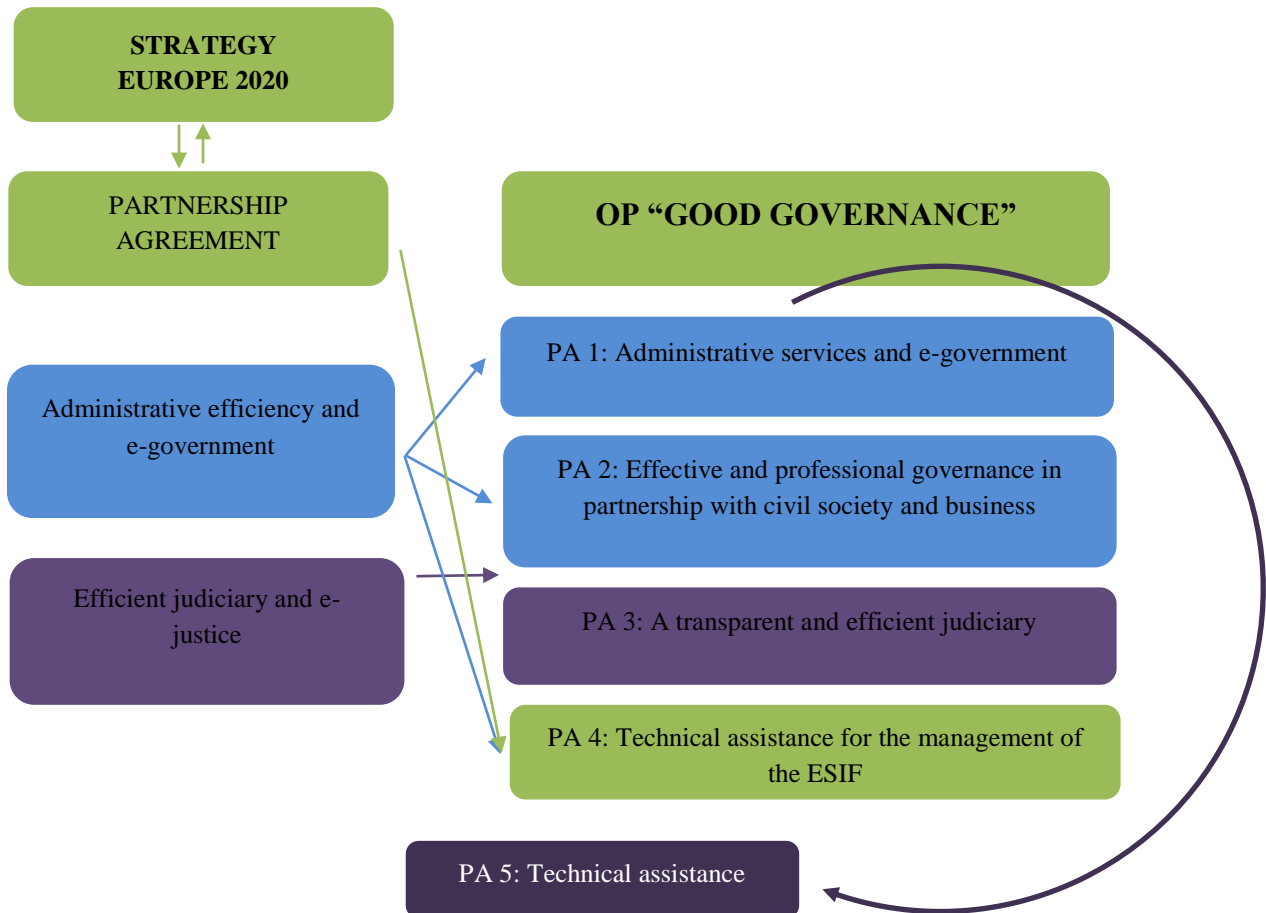 STRATEGY
EUROPE 2020
PARTNERSHIP
AGREEMENT
OP “GOOD GOVERNANCE”
PA 1: Administrative services and e-government
Administrative efficiency and
e-government
PA 2: Effective and professional governance in
partnership with civil society and business
Efficient judiciary and e-
justice
PA 3: A transparent and efficient judiciary
PA 4: Technical assistance for the management of
the ESIF
PA 5: Technical assistance